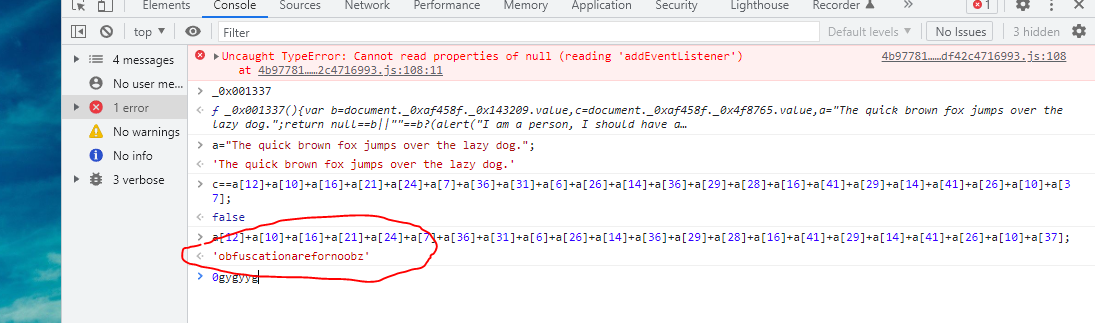 Elements Console Sources Network Performance Memory Application Security Lighthouse Recorder 1
top Filter Default levels No Issues 3 hidden
4 messages
No user me...
1 error
No warnings
No info
3 verbose
Uncaught TypeError: Cannot read properties of null (reading 'addEventListener') 4b97781……df42c4716993.js:108
at 4b97781……2c4716993.js:108:11
> _0x001337
ƒ _0x001337(){var b=document._0xaf458f._0x143209.value,c=document._0xaf458f._0x4f8765.value,a="The quick brown fox jumps over the
lazy dog.";return null==b||""==b?(alert("I am a person, I should have a…
> a="The quick brown fox jumps over the lazy dog.";
'The quick brown fox jumps over the lazy dog.'
> c==a[12]+a[10]+a[16]+a[21]+a[24]+a[7]+a[36]+a[31]+a[6]+a[26]+a[14]+a[36]+a[29]+a[28]+a[16]+a[41]+a[29]+a[14]+a[41]+a[26]+a[10]+a[3
7];
false
> a[12]+a[10]+a[16]+a[21]+a[24]+a[7]+a[36]+a[31]+a[6]+a[26]+a[14]+a[36]+a[29]+a[28]+a[16]+a[41]+a[29]+a[14]+a[41]+a[26]+a[10]+a[37];
'obfuscationarefornoobz'
> 0gygyyg